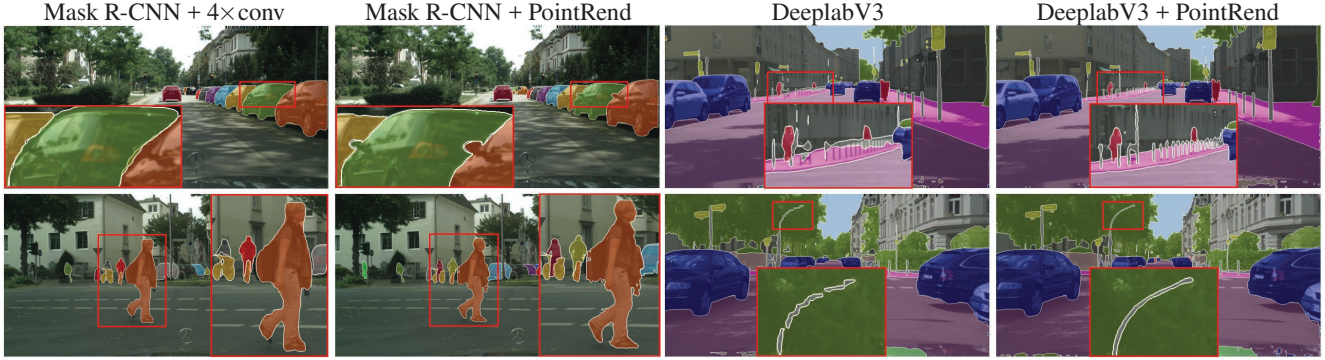 Mask R-CNN + 4×conv
Mask R-CNN + PointRend
DeeplabV3
DeeplabV3 + PointRend